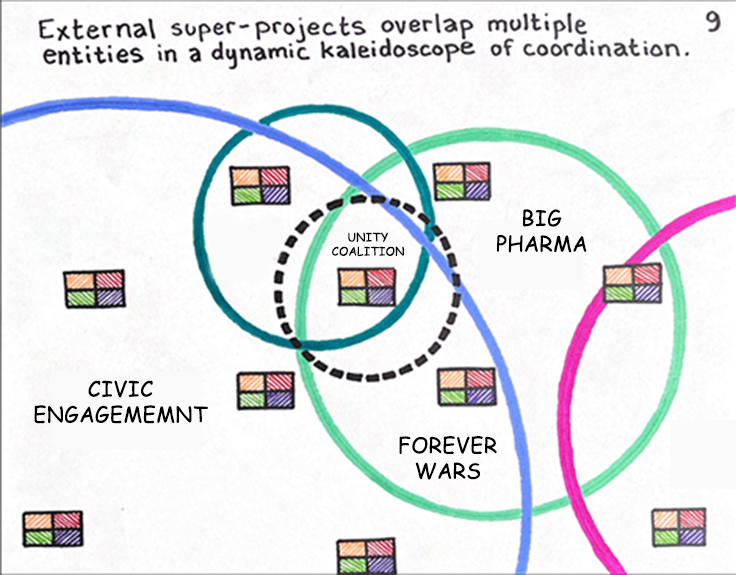 External super-projects overlap multiple
entities in a dynamic kaleidoscope of coordination.
9
UNITY
COALITION
BIG
PHARMA
CIVIC
ENGAGEMEMNT
FOREVER
WARS